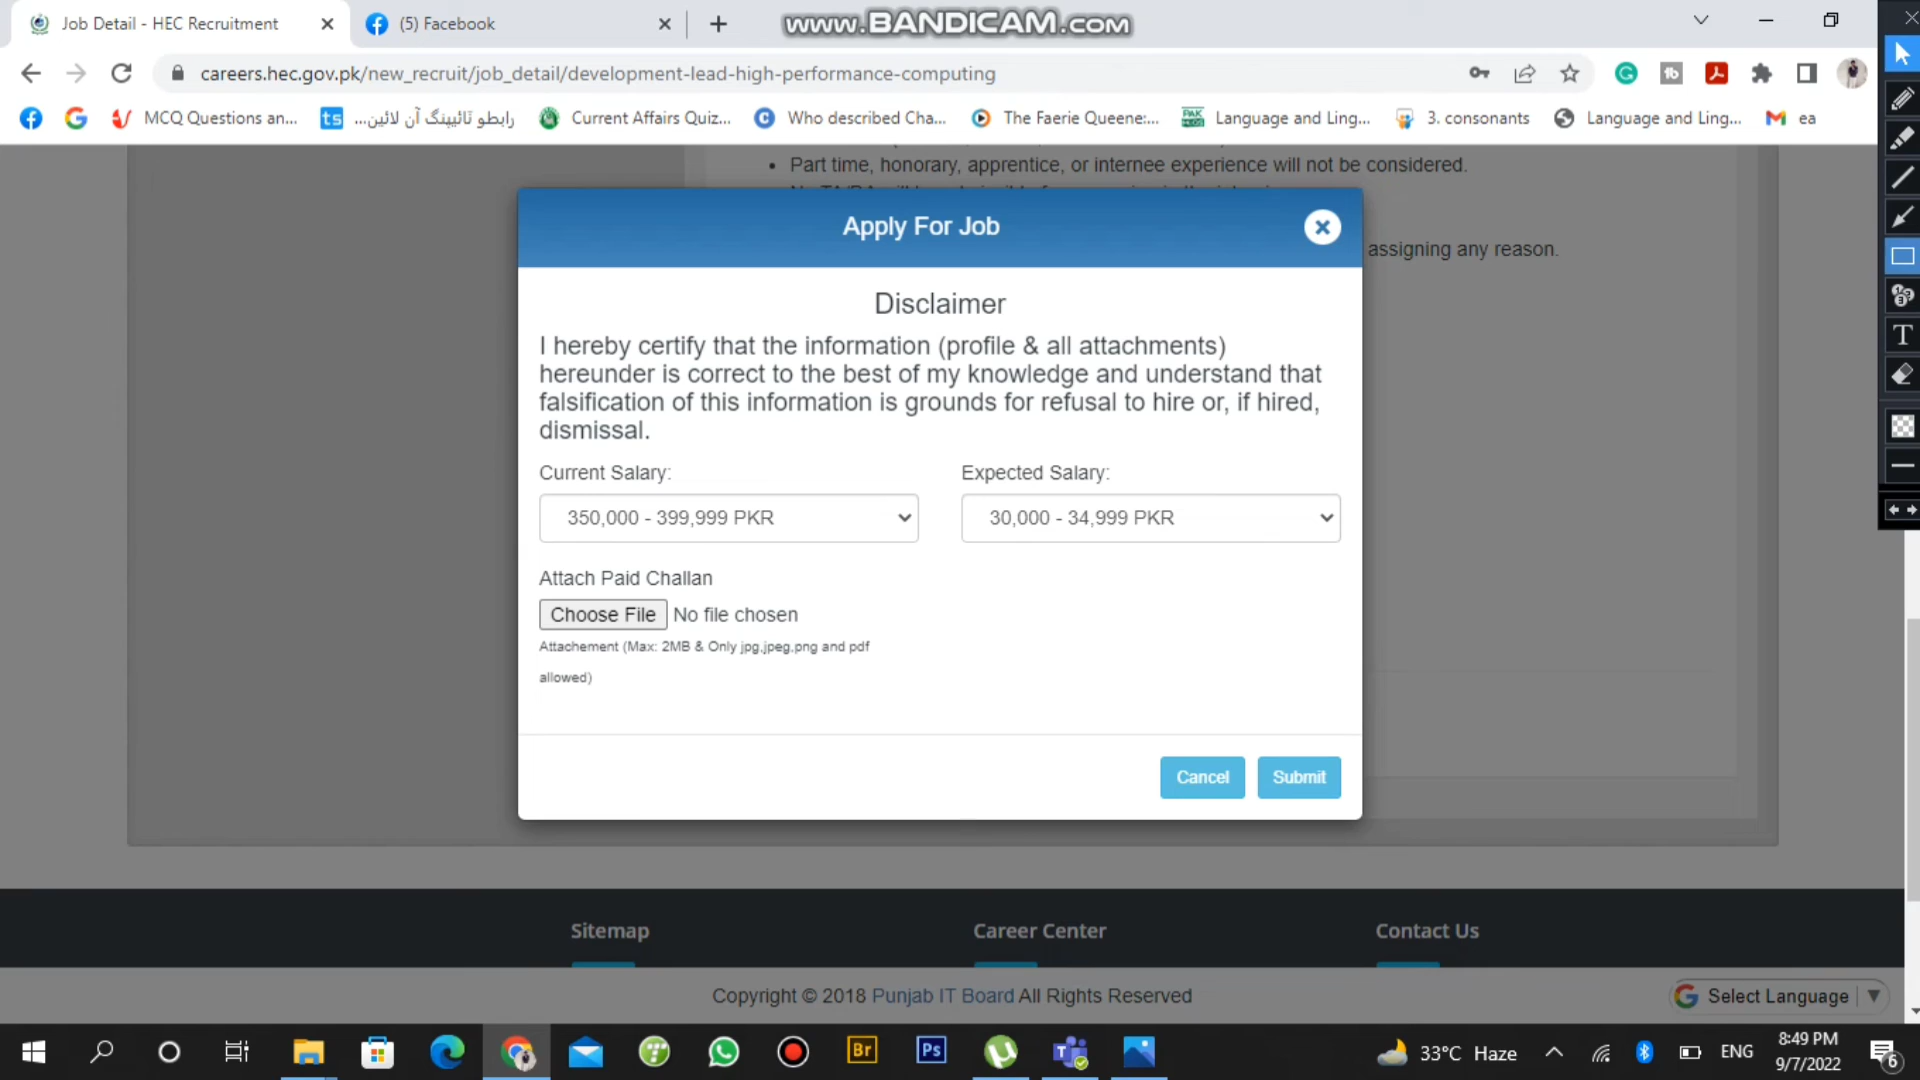 Job Detail - HEC Recruitment
(5) Facebook
www.BANDICAM.com
careers.hec.gov.pk/new_recruit/job_detail/development-lead-high-performance-computing
MCQ Questions an...
ts
رابطو ٽائيپنگ آن لائين...
Current Affairs Quiz...
Who described Cha...
The Faerie Queene:...
Language and Ling...
3. consonants
Language and Ling...
ea
Part time, honorary, apprentice, or internee experience will not be considered.
Apply For Job
assigning any reason.
Disclaimer
I hereby certify that the information (profile & all attachments)
hereunder is correct to the best of my knowledge and understand that
falsification of this information is grounds for refusal to hire or, if hired,
dismissal.
Current Salary:
Expected Salary:
350,000 - 399,999 PKR
30,000 - 34,999 PKR
Attach Paid Challan
Choose File No file chosen
Attachement (Max: 2MB & Only jpg,jpeg,png and pdf
allowed)
Cancel
Submit
Sitemap
Career Center
Contact Us
Copyright © 2018 Punjab IT Board All Rights Reserved
Select Language
Br
Ps
33°C Haze
ENG
8:49 PM
9/7/2022
6